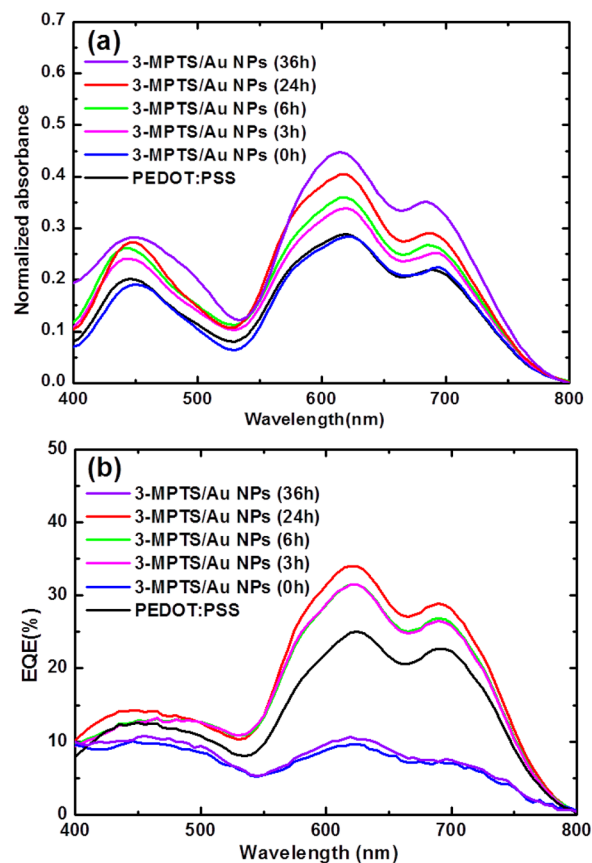 (a)
3-MPTS/Au NPs (36h)
3-MPTS/Au NPs (24h)
3-MPTS/Au NPs (6h)
3-MPTS/Au NPs (3h)
3-MPTS/Au NPs (0h)
PEDOT:PSS
Normalized absorbance
0.7
0.6
0.5
0.4
0.3
0.2
0.1
0.0
400 500 600 700 800
Wavelength(nm)
(b)
3-MPTS/Au NPs (36h)
3-MPTS/Au NPs (24h)
3-MPTS/Au NPs (6h)
3-MPTS/Au NPs (3h)
3-MPTS/Au NPs (0h)
PEDOT:PSS
EQE(%)
50
40
30
20
10
0
400 500 600 700 800
Wavelength (nm)